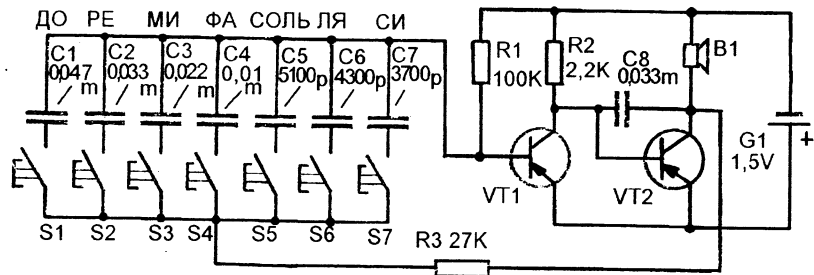 ДО РЕ МИ ФА СОЛЬ ЛЯ СИ
C1 0,047 m
C2 0,033 m
C3 0,022 m
C4 0,01 m
C5 5100p
C6 4300p
C7 3700p
R1 100K
R2 2,2K
C8 0,033m
B1
G1 1,5V
+
VT1
VT2
S1 S2 S3 S4 S5 S6 S7
R3 27K